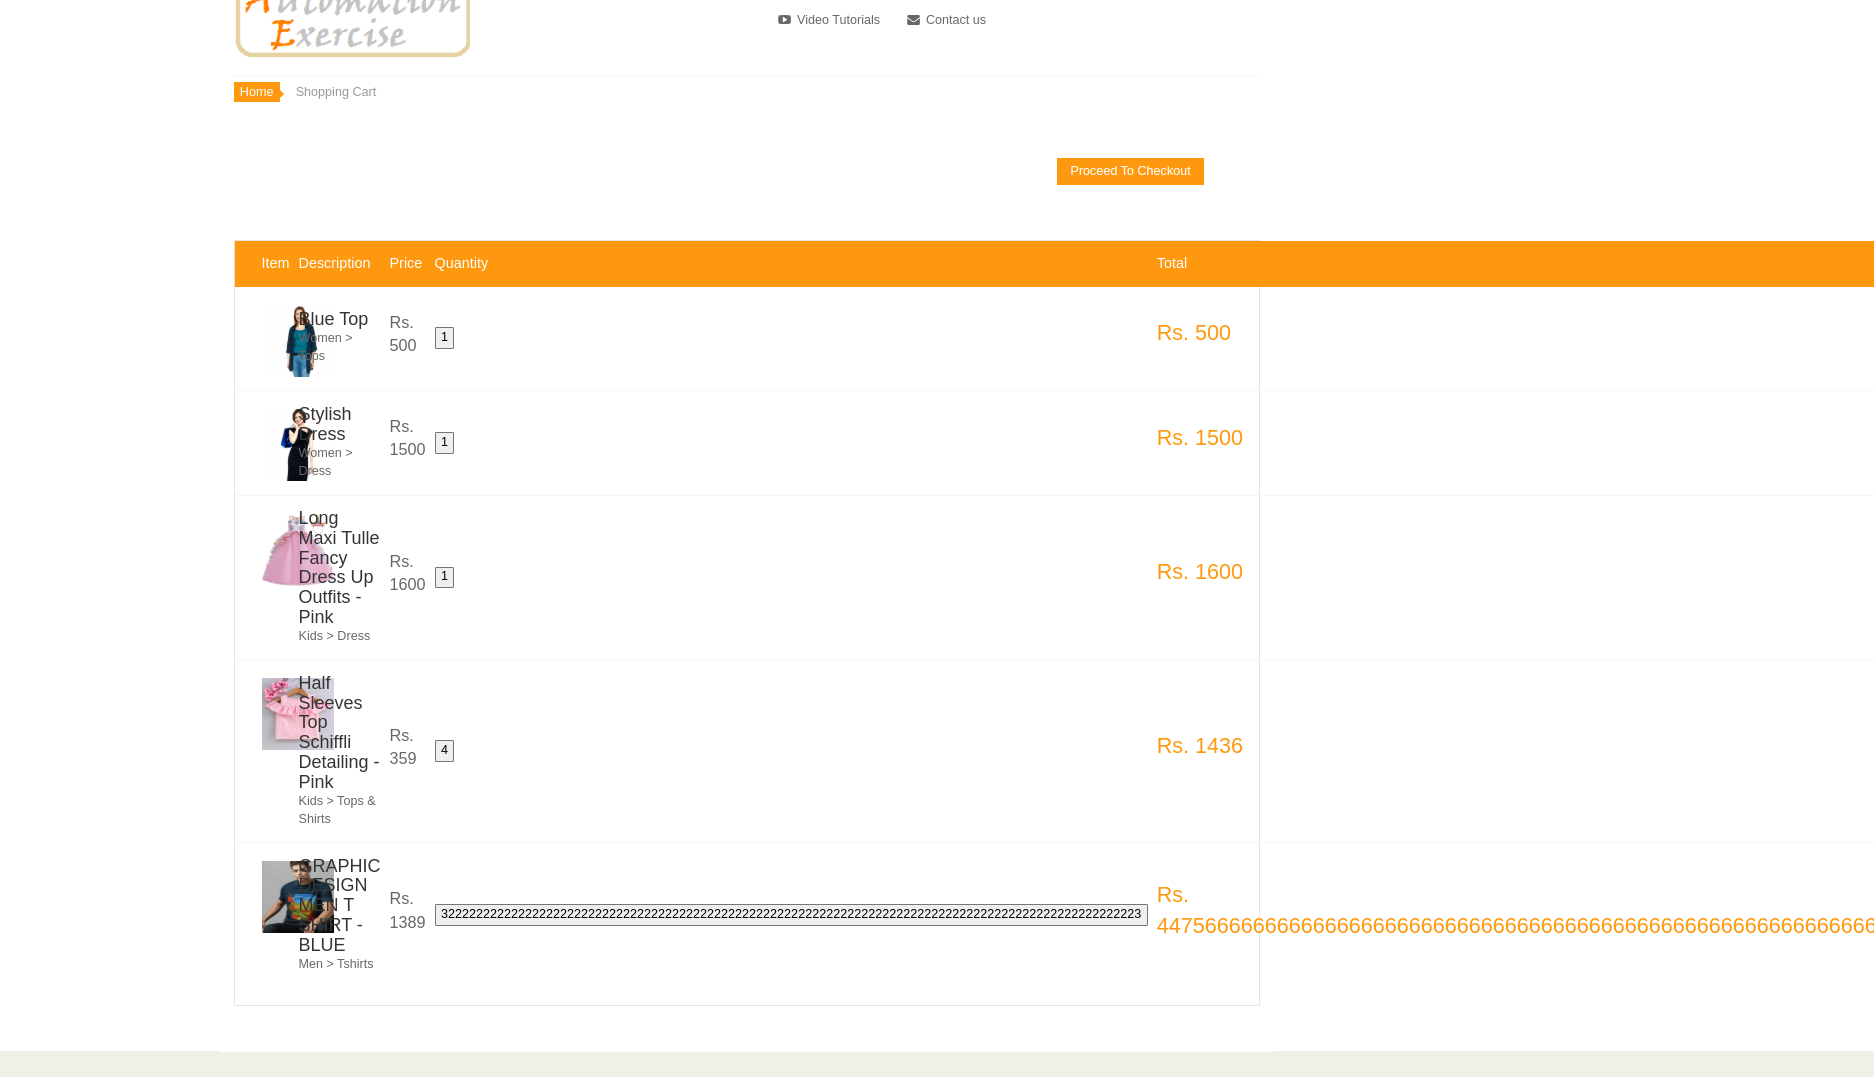 Automation
Exercise
Video Tutorials
Contact us
Home
Shopping Cart
Proceed To Checkout
Item
Description
Price
Quantity
Total
Blue Top
Women >
Tops
Rs.
500
1
Rs. 500
Stylish
Dress
Women >
Dress
Rs.
1500
1
Rs. 1500
Long
Maxi Tulle
Fancy
Dress Up
Outfits -
Pink
Kids > Dress
Rs.
1600
1
Rs. 1600
Half
Sleeves
Top
Schiffli
Detailing -
Pink
Kids > Tops &
Shirts
Rs.
359
4
Rs. 1436
GRAPHIC
DESIGN
MEN T
SHIRT -
BLUE
Men > Tshirts
Rs.
1389
3222222222222222222222222222222222222222222222222222222222222222222222222222222222222222222222222223
Rs.
447566666666666666666666666666666666666666666666666666666666